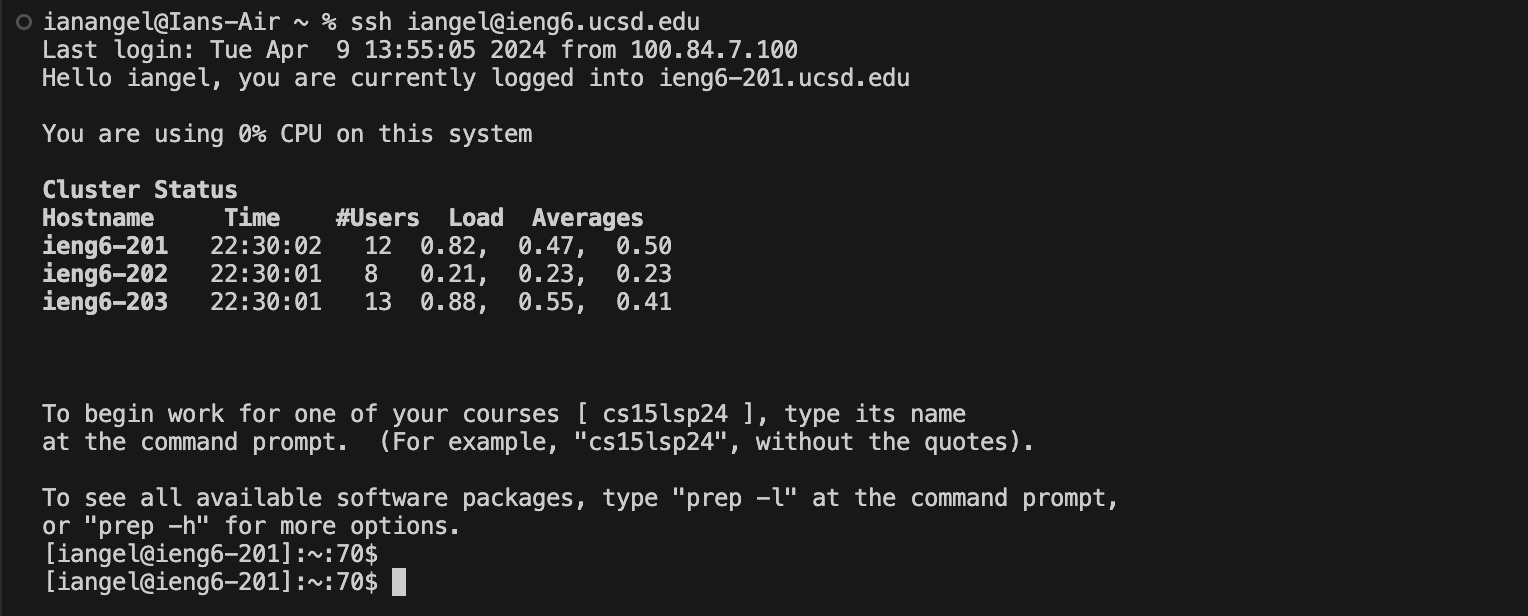 ianangel@Ians-Air ~ % ssh iangel@ieng6.ucsd.edu
Last login: Tue Apr  9 13:55:05 2024 from 100.84.7.100
Hello iangel, you are currently logged into ieng6-201.ucsd.edu
You are using 0% CPU on this system
Cluster Status
Hostname     Time    #Users  Load  Averages
ieng6-201   22:30:02   12  0.82,  0.47,  0.50
ieng6-202   22:30:01   8   0.21,  0.23,  0.23
ieng6-203   22:30:01   13  0.88,  0.55,  0.41
To begin work for one of your courses [ cs15lsp24 ], type its name
at the command prompt.  (For example, "cs15lsp24", without the quotes).
To see all available software packages, type "prep -l" at the command prompt,
or "prep -h" for more options.
[iangel@ieng6-201]:~:70$
[iangel@ieng6-201]:~:70$